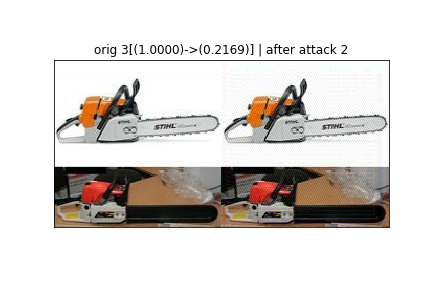 orig 3[(1.0000)->(0.2169)] | after attack 2
STIHL STIHL